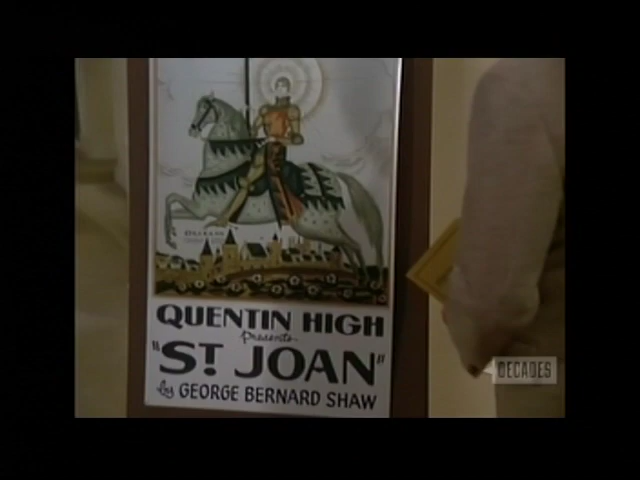 QUENTIN HIGH
Presents
"ST JOAN"
by GEORGE BERNARD SHAW
DECADES